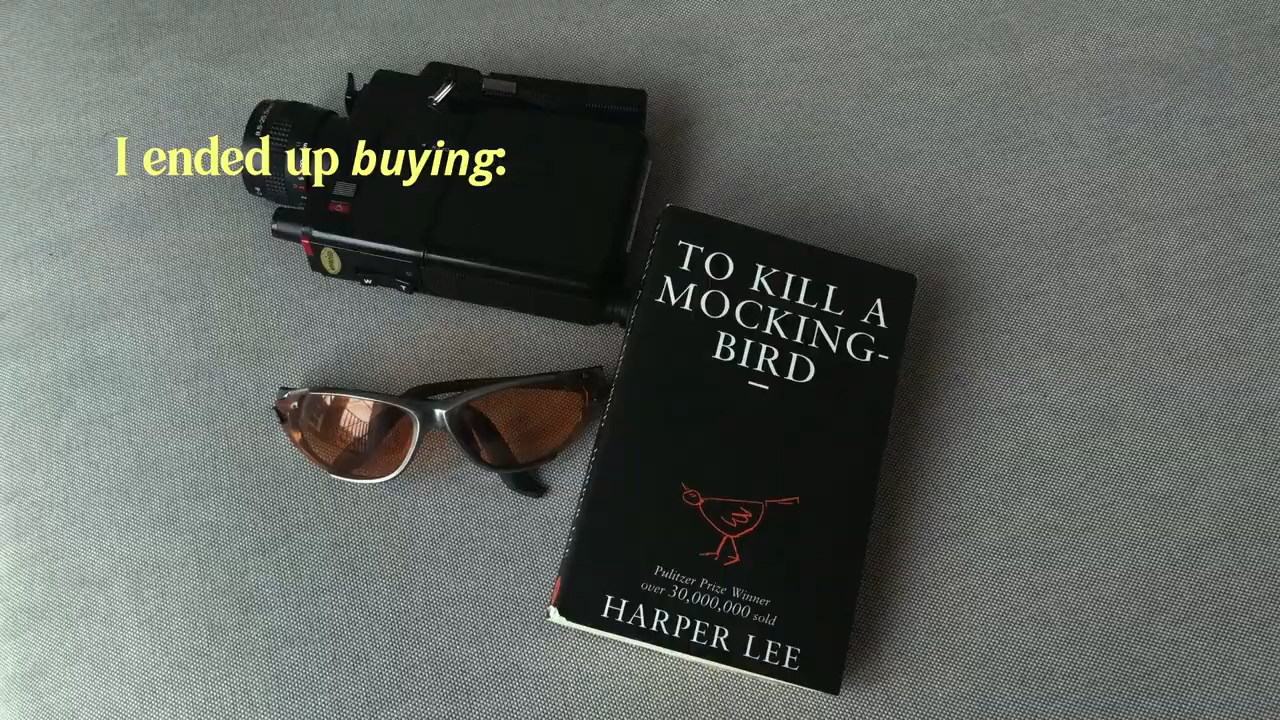 I ended up buying:
TO KILL A
MOCKING-
BIRD
Pulitzer Prize Winner
over 30,000,000 sold
HARPER LEE
W
T